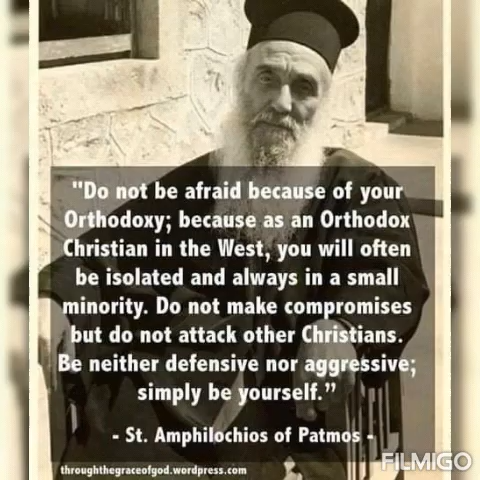 "Do not be afraid because of your
Orthodoxy; because as an Orthodox
Christian in the West, you will often
be isolated and always in a small
minority. Do not make compromises
but do not attack other Christians.
Be neither defensive nor aggressive;
simply be yourself.”
- St. Amphilochios of Patmos -
throughthegraceofgod.wordpress.com
FILMIGO